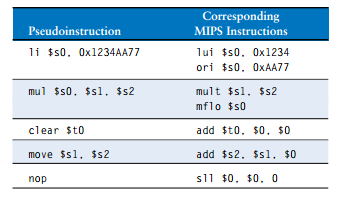 Corresponding
Pseudoinstruction MIPS Instructions
li $s0, 0x1234AA77 lui $s0, 0x1234
ori $s0, 0xAA77
mul $s0, $s1, $s2 mult $s1, $s2
mflo $s0
clear $t0 add $t0, $0, $0
move $s1, $s2 add $s2, $s1, $0
nop sll $0, $0, 0